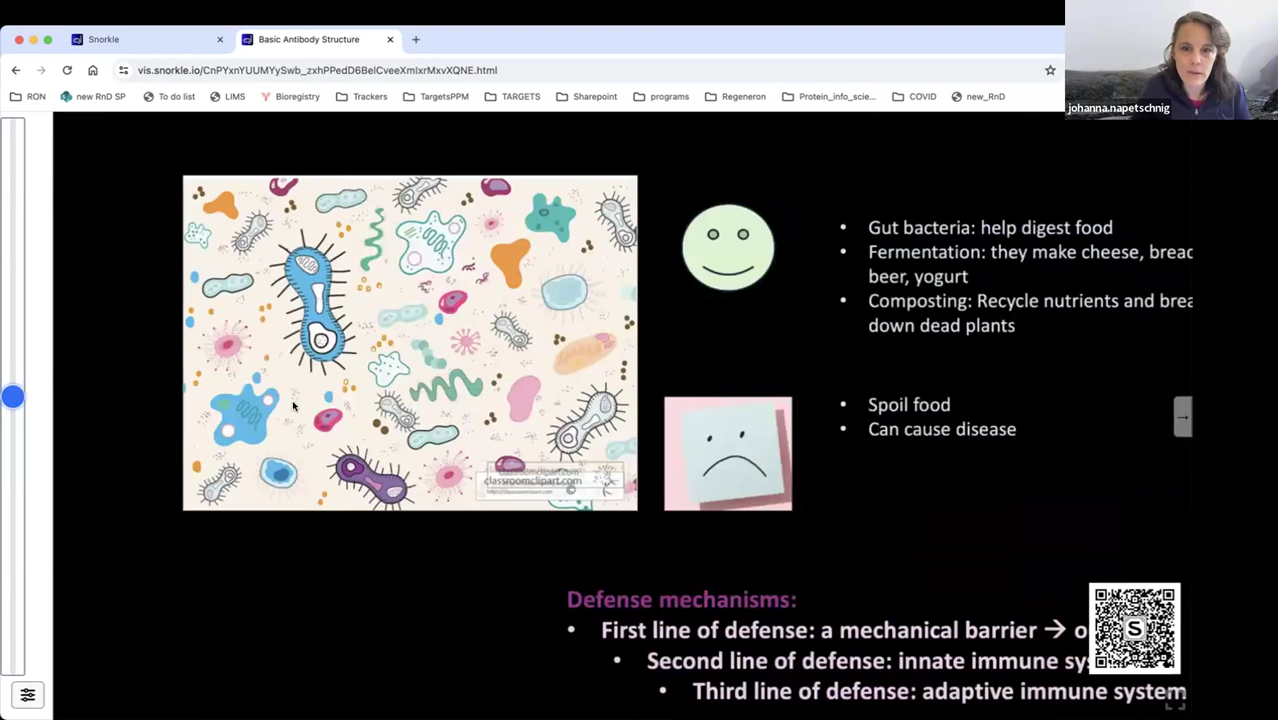 Snorkle
Basic Antibody Structure
vis.snorkle.io/CnPYxnYUUMYySwb_zxhPPedD6BelCveeXmlxrMxvXQNE.html
RON
new RnD SP
To do list
LIMS
Bioregistry
Trackers
TargetsPPM
TARGETS
Sharepoint
programs
Regeneron
Protein_info_scie...
COVID
new_RnD
johanna.napetschnig
• Gut bacteria: help digest food
• Fermentation: they make cheese, bread
beer, yogurt
• Composting: Recycle nutrients and brea
down dead plants
• Spoil food
• Can cause disease
classroomclipart.com
Defense mechanisms:
• First line of defense: a mechanical barrier → o
• Second line of defense: innate immune sys
• Third line of defense: adaptive immune system
S